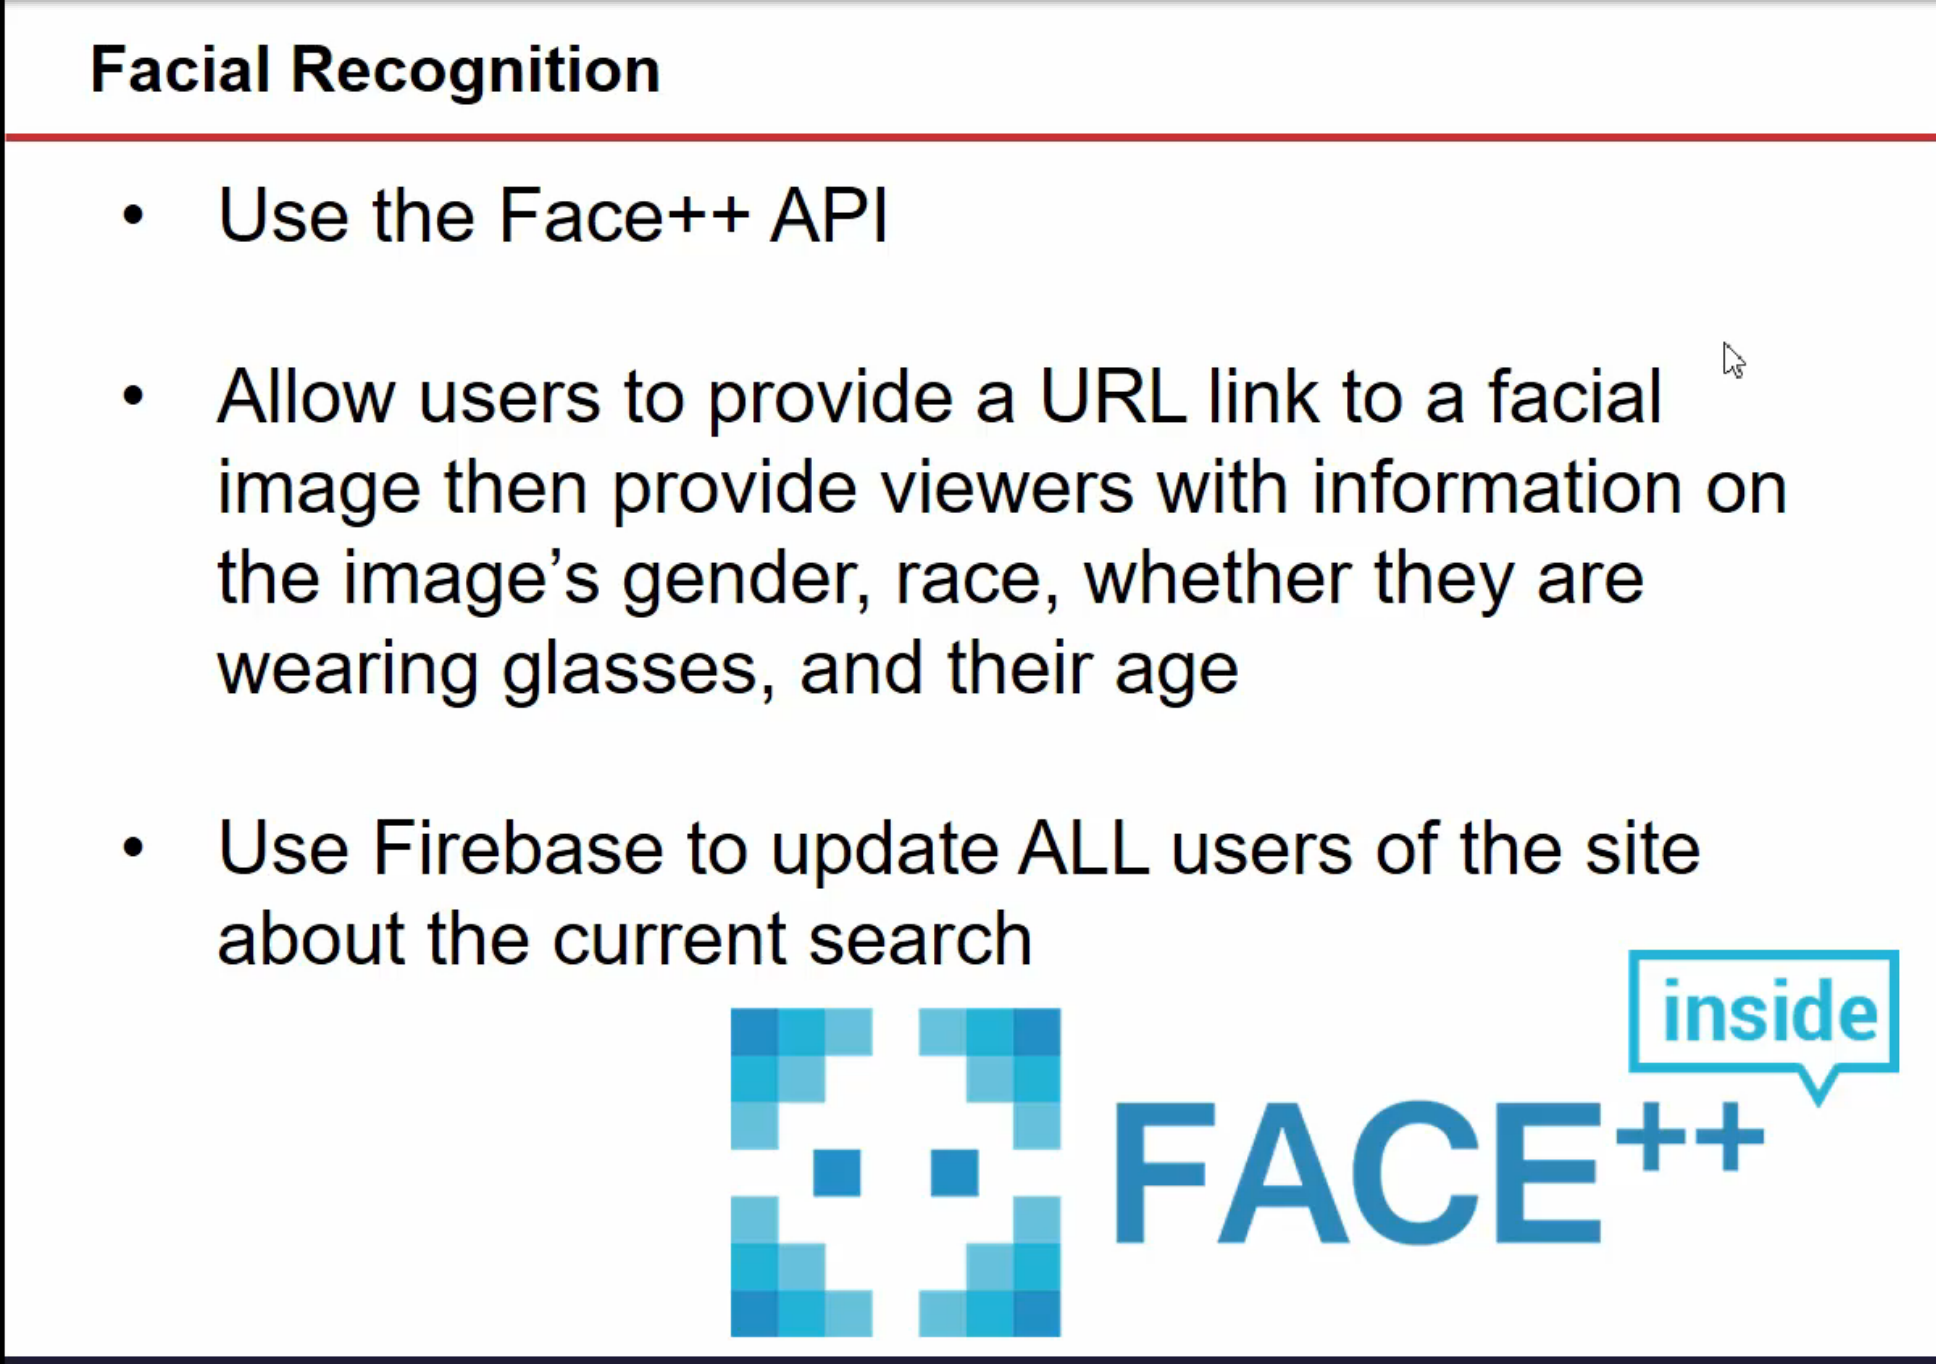 Facial Recognition
• Use the Face++ API
• Allow users to provide a URL link to a facial
image then provide viewers with information on
the image’s gender, race, whether they are
wearing glasses, and their age
• Use Firebase to update ALL users of the site
about the current search
inside
FACE++